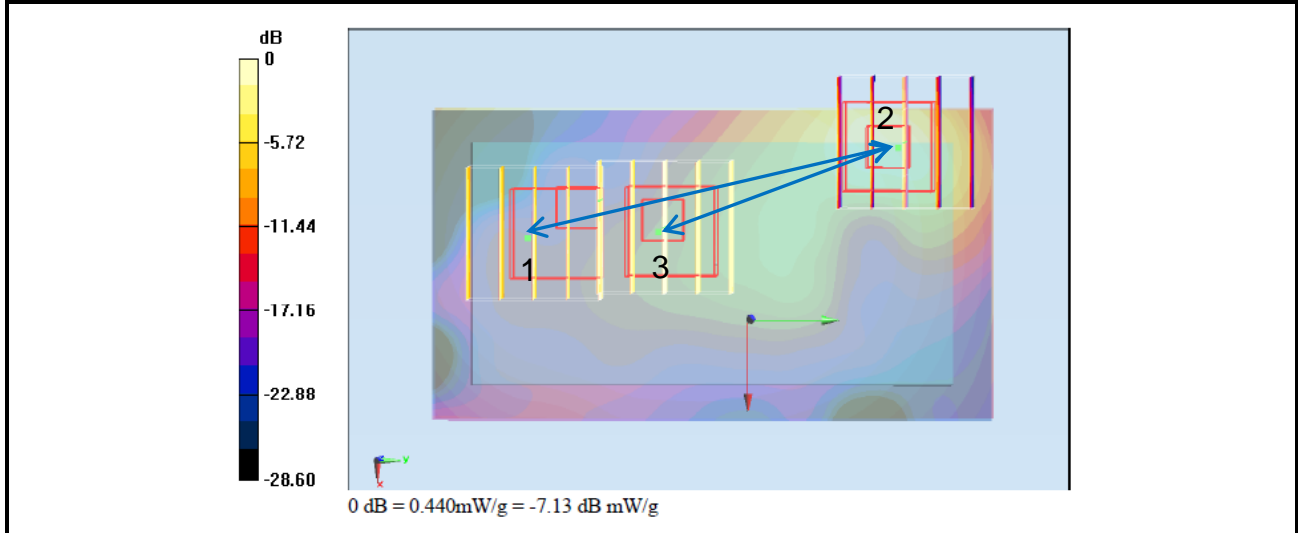 dB
0
-5.72
-11.44
-17.16
-22.88
-28.60
2
1
3
y
x
0 dB = 0.440mW/g = -7.13 dB mW/g